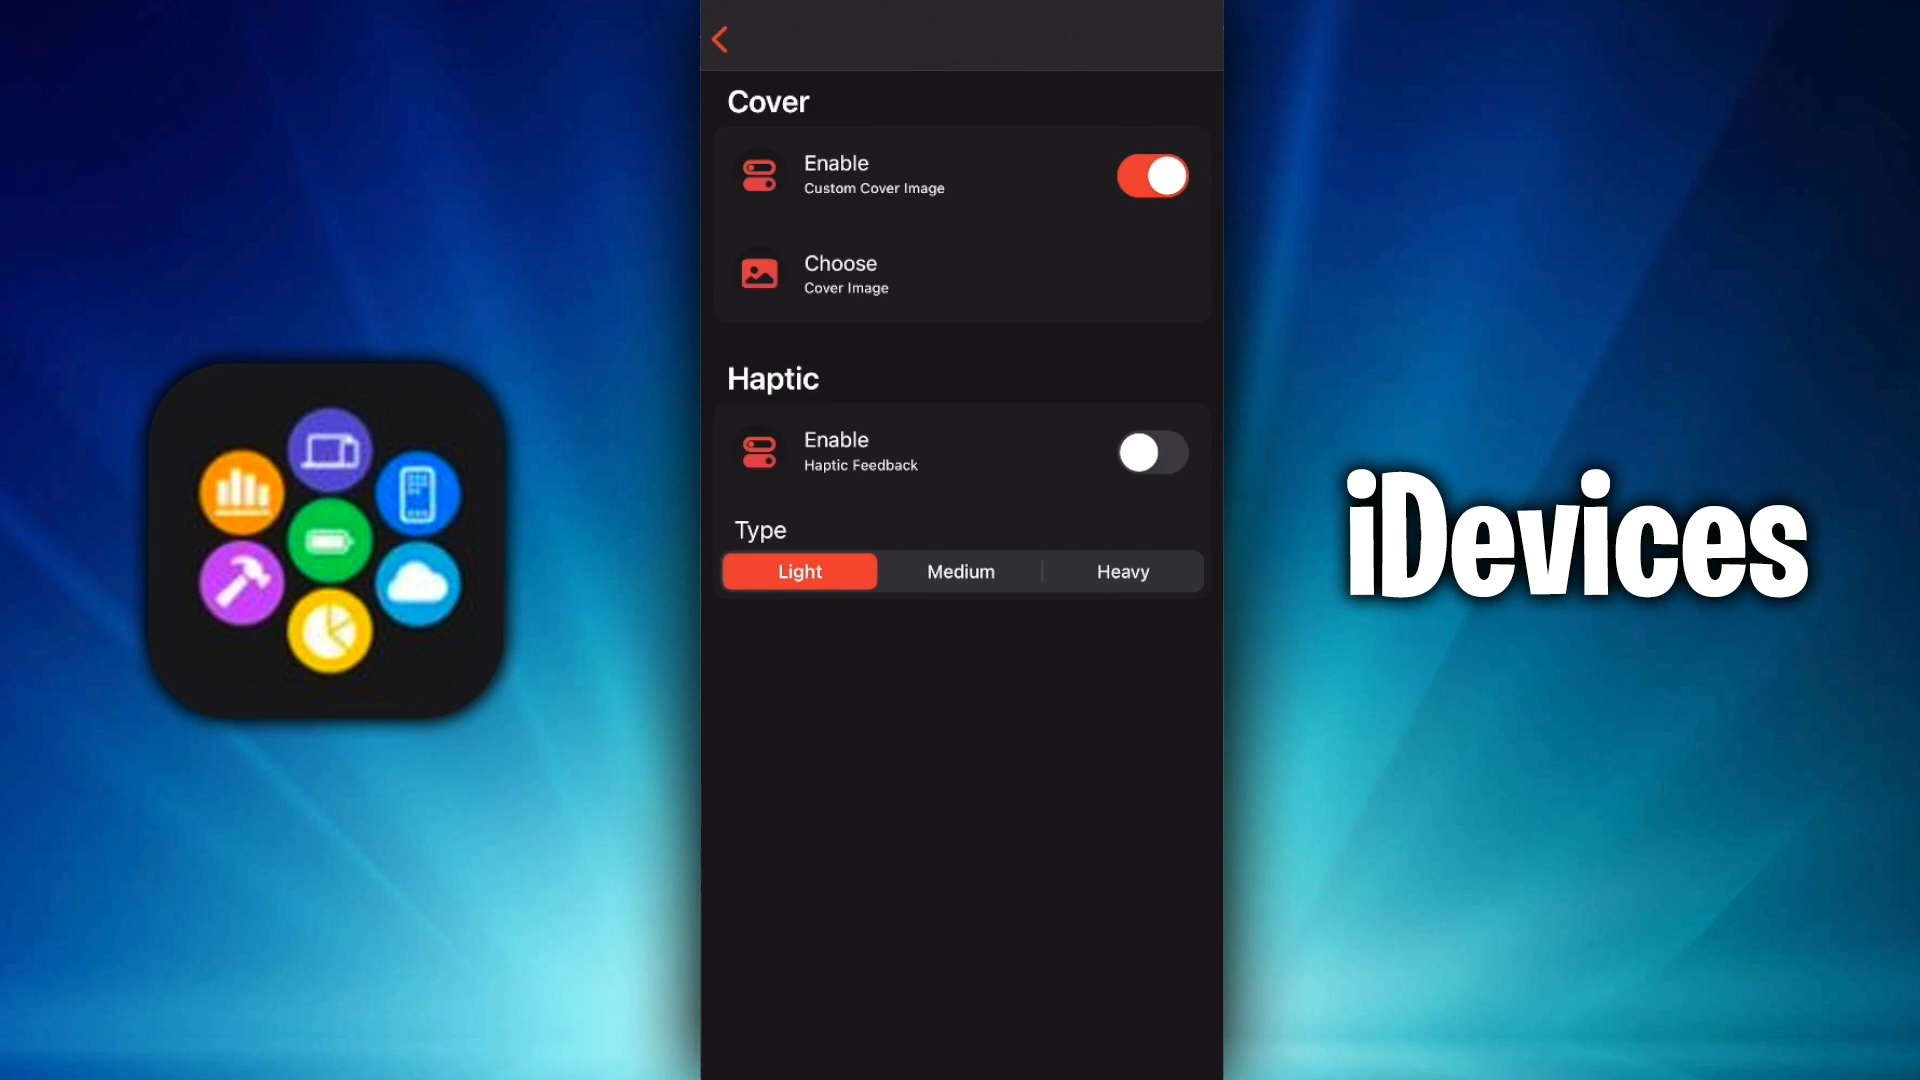 Cover
Enable
Custom Cover Image
Choose
Cover Image
Haptic
Enable
Haptic Feedback
Type
Light Medium Heavy
iDevices